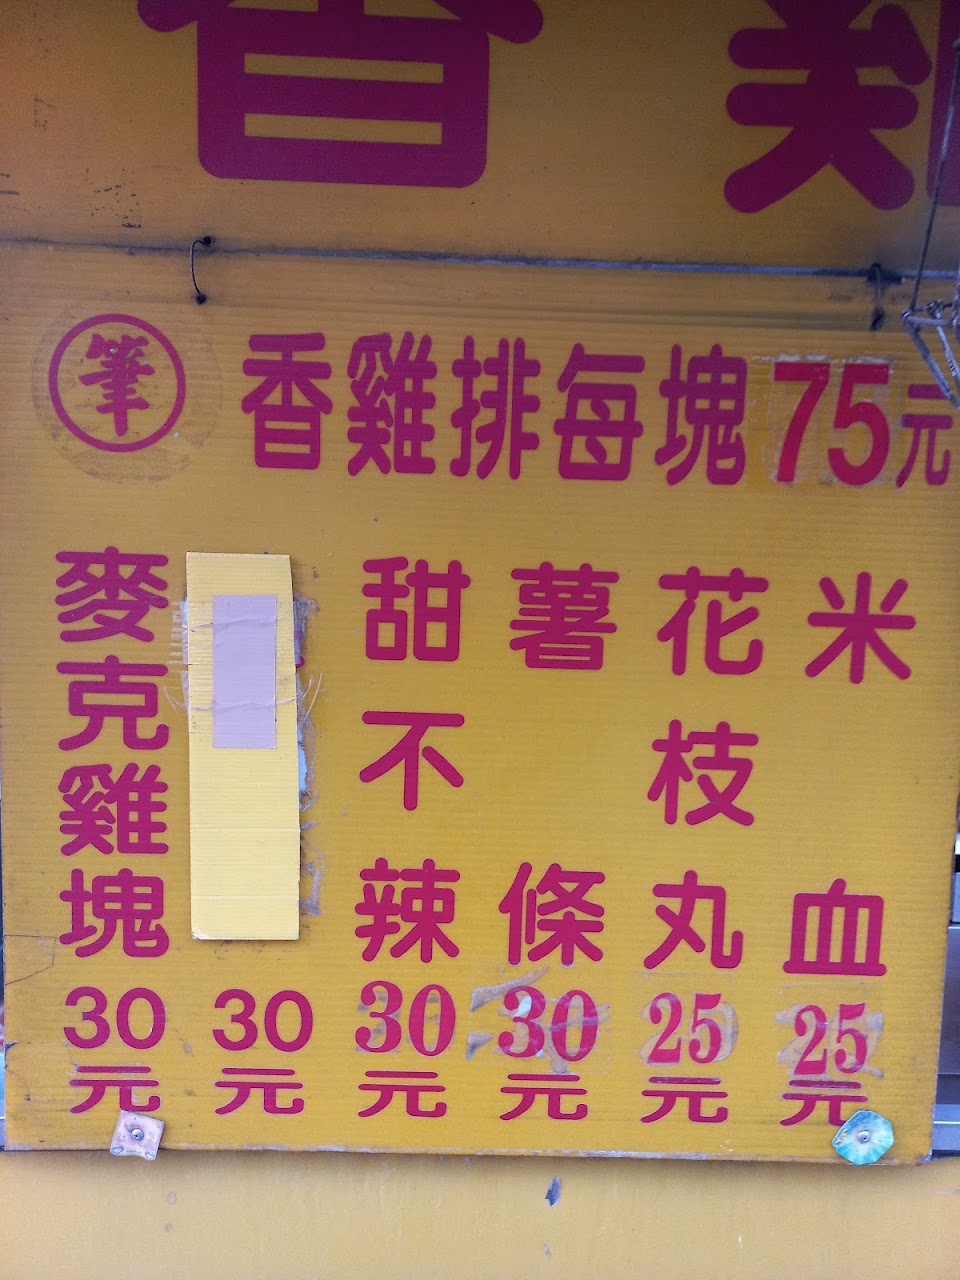 香雞
筆
香雞排每塊75元
米血25元
花枝丸25元
薯條30元
甜不辣30元
30元
麥克雞塊30元